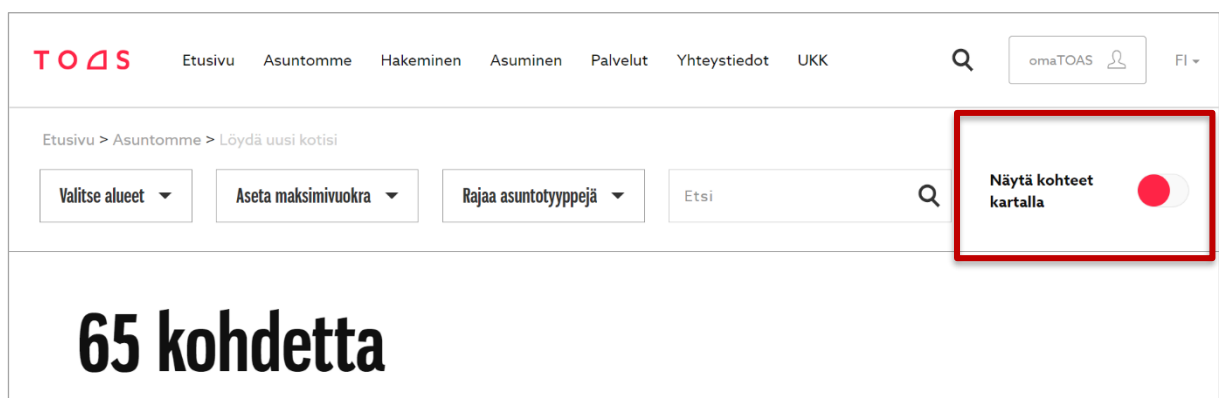 TOAS Etusivu Asuntomme Hakeminen Asuminen Palvelut Yhteystiedot UKK omaTOAS FI
Etusivu > Asuntomme > Löydä uusi kotisi
Valitse alueet Aseta maksimivuokra Rajaa asuntotyyppejä Etsi
Näytä kohteet
kartalla
65 kohdetta